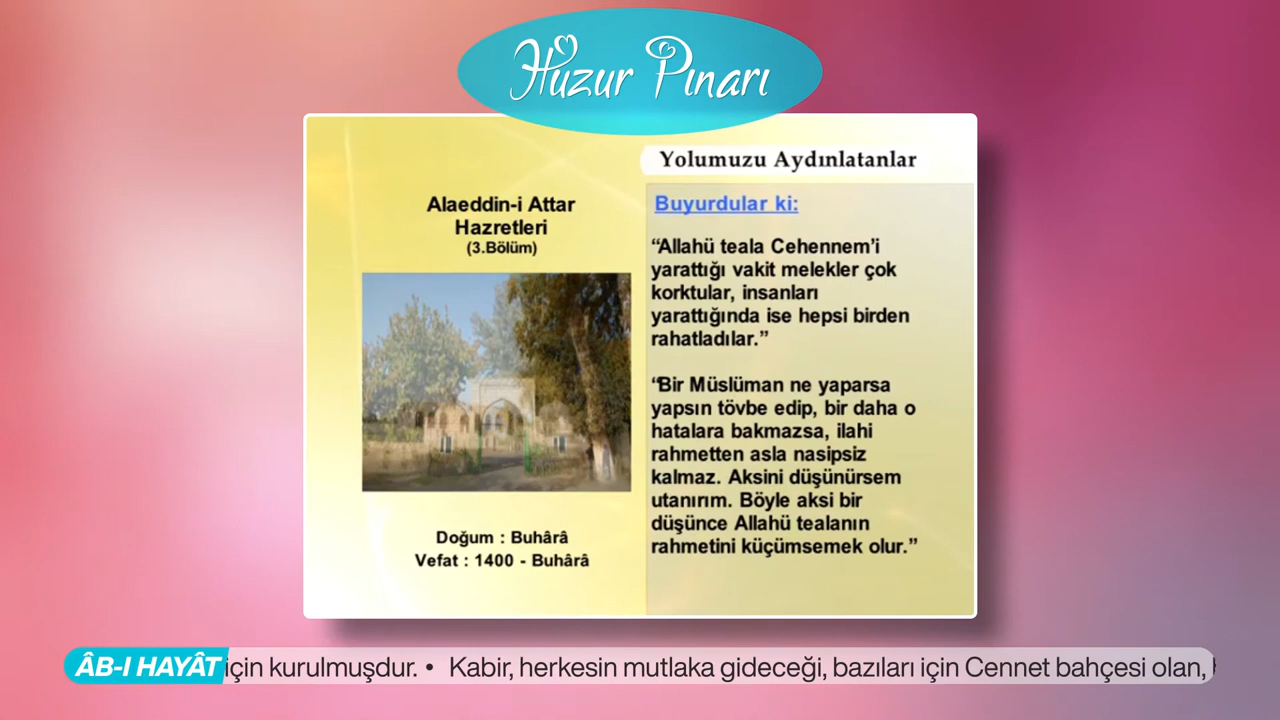 Huzur Pınarı
Yolumuzu Aydınlatanlar
Alaeddin-i Attar
Hazretleri
(3.Bölüm)
Doğum : Buhârâ
Vefat : 1400 - Buhârâ
Buyurdular ki:
“Allahü teala Cehennem’i
yarattığı vakit melekler çok
korktular, insanları
yarattığında ise hepsi birden
rahatladılar.”
“Bir Müslüman ne yaparsa
yapsın tövbe edip, bir daha o
hatalara bakmazsa, ilahi
rahmetten asla nasipsiz
kalmaz. Aksini düşünürsem
utanırım. Böyle aksi bir
düşünce Allahü tealanın
rahmetini küçümsemek olur.”
ÂB-I HAYÂT için kurulmuşdur. • Kabir, herkesin mutlaka gideceği, bazıları için Cennet bahçesi olan,